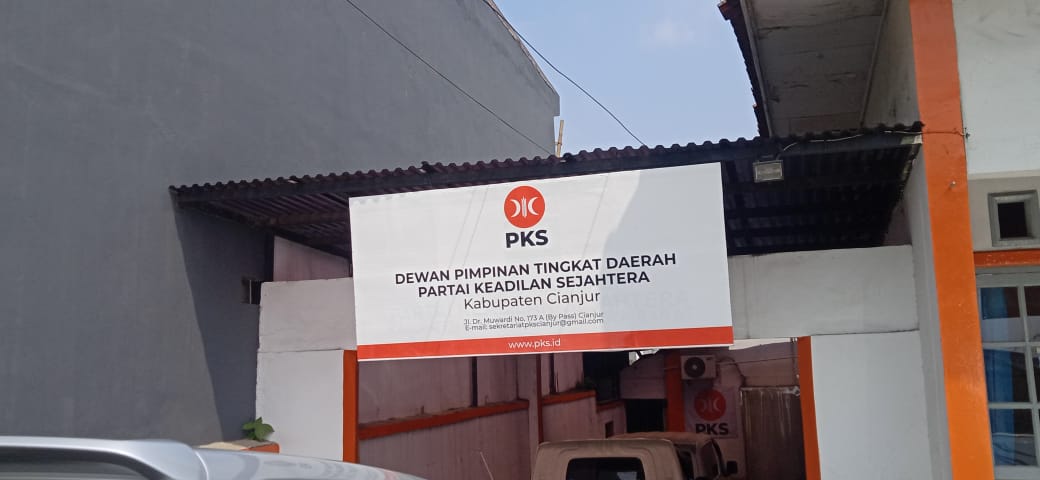 PKS
DEWAN PIMPINAN TINGKAT DAERAH
PARTAI KEADILAN SEJAHTERA
Kabupaten Cianjur
Jl. Dr. Muwardi No. 173 A (By Pass) Cianjur
E-mail: sekretariatpkscianjur@gmail.com
www.pks.id
PKS